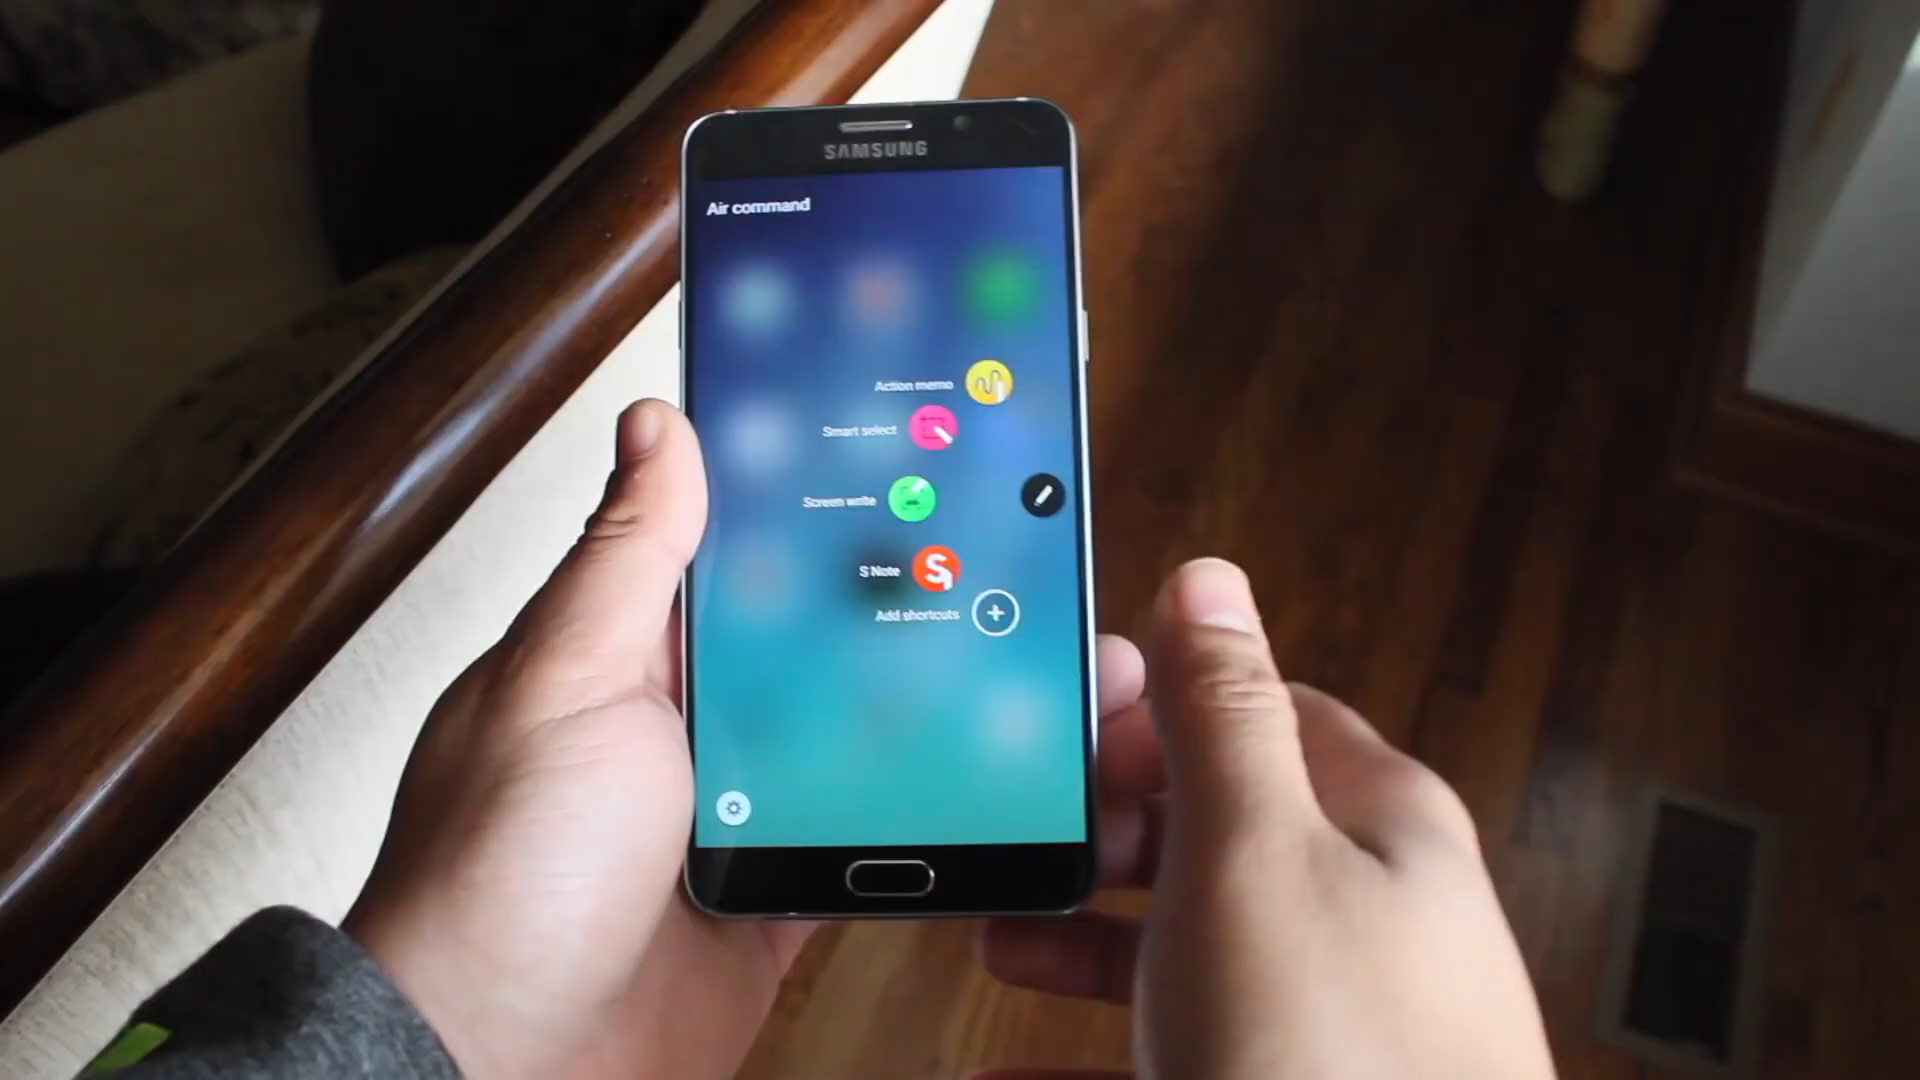 SAMSUNG
Air command
Action memo
Smart select
Screen write
S Note
Add shortcuts